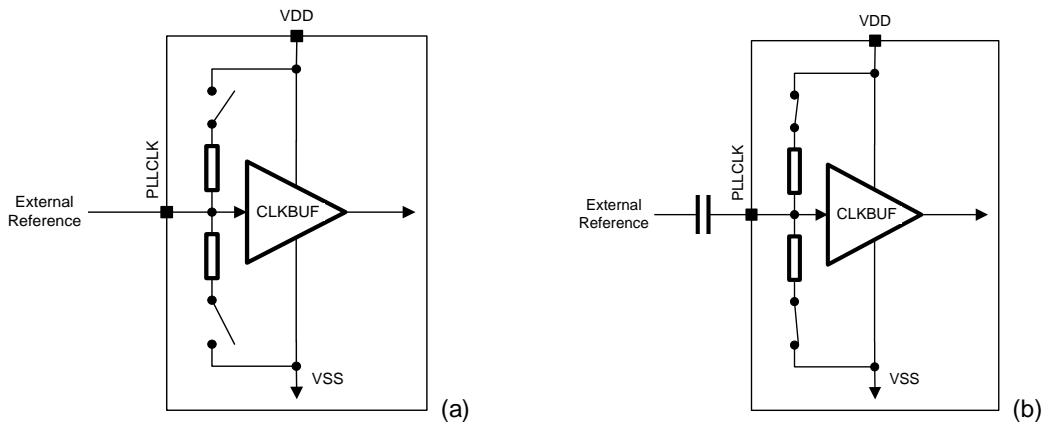 VDD
PLLCLK
External
Reference
CLKBUF
VSS
(a)
VDD
PLLCLK
External
Reference
CLKBUF
VSS
(b)